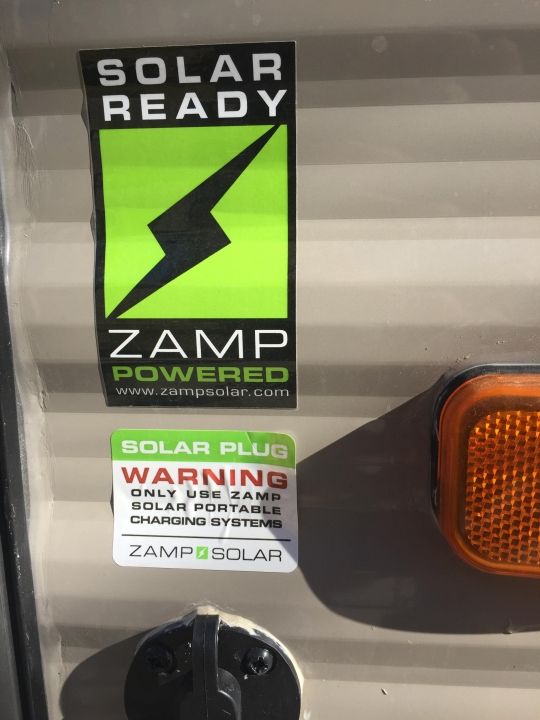 SOLAR
READY
ZAMP
POWERED
www.zampsolar.com
SOLAR PLUG
WARNING
ONLY USE ZAMP
SOLAR PORTABLE
CHARGING SYSTEMS
ZAMP SOLAR